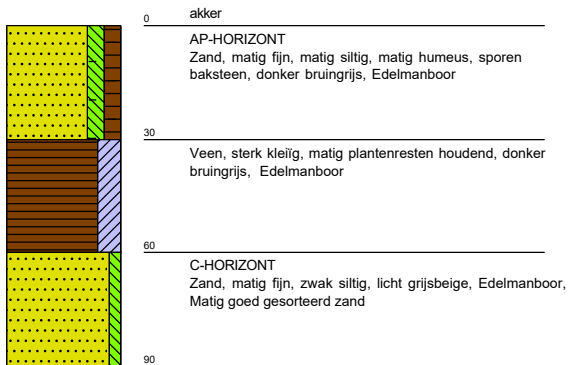 0 akker
AP-HORIZONT
Zand, matig fijn, matig siltig, matig humeus, sporen
baksteen, donker bruingrijs, Edelmanboor
30
Veen, sterk kleiïg, matig plantenresten houdend, donker
bruingrijs, Edelmanboor
60
C-HORIZONT
Zand, matig fijn, zwak siltig, licht grijsbeige, Edelmanboor,
Matig goed gesorteerd zand
90